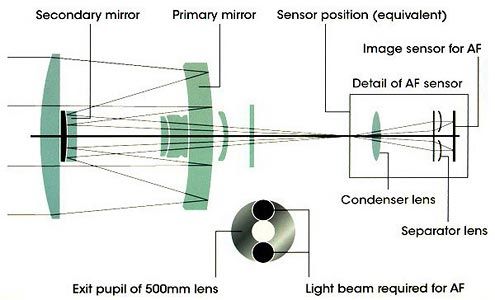 Secondary mirror
Primary mirror
Sensor position (equivalent)
Image sensor for AF
Detail of AF sensor
Condenser lens
Separator lens
Exit pupil of 500mm lens
Light beam required for AF